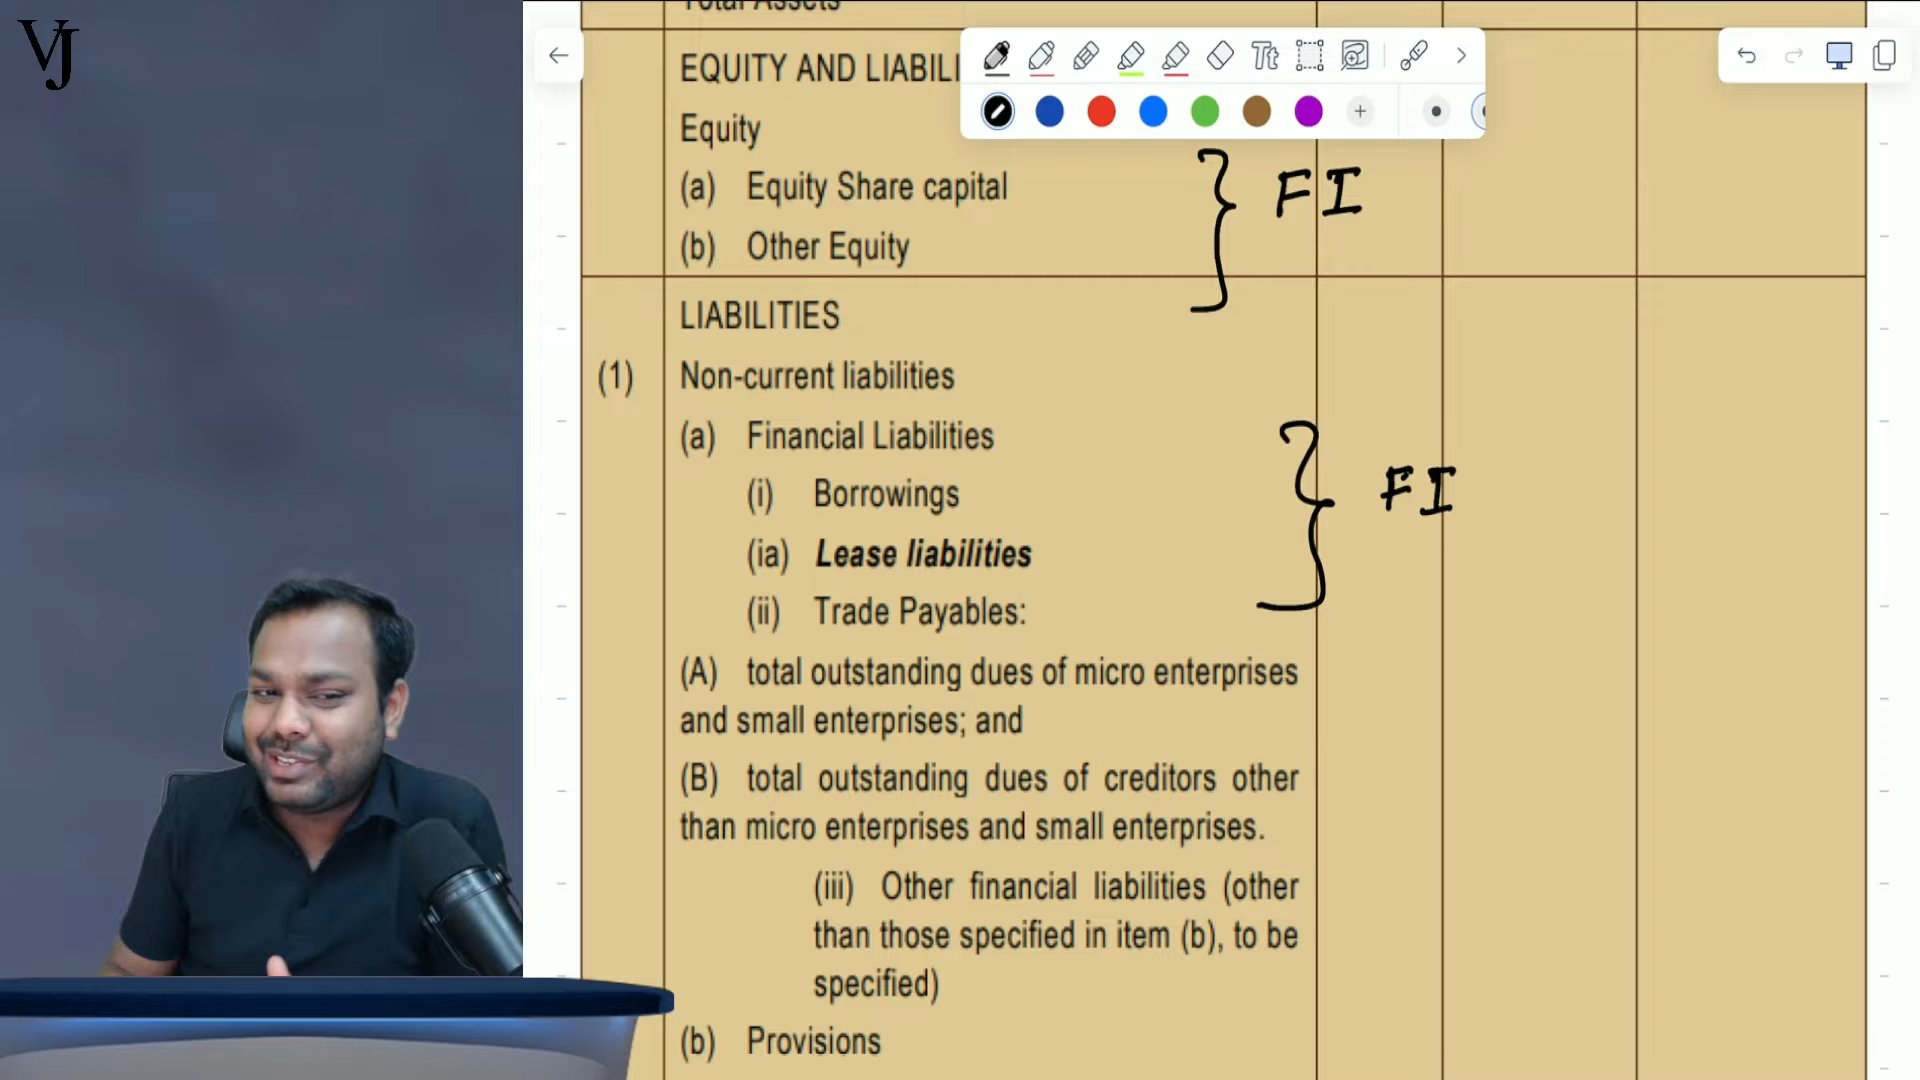 VJ
Total Assets
EQUITY AND LIABILI
Tt
Equity
(a) Equity Share capital
FI
(b) Other Equity
LIABILITIES
(1) Non-current liabilities
(a) Financial Liabilities
(i) Borrowings
FI
(ia) Lease liabilities
(ii) Trade Payables:
(A) total outstanding dues of micro enterprises
and small enterprises; and
(B) total outstanding dues of creditors other
than micro enterprises and small enterprises.
(iii) Other financial liabilities (other
than those specified in item (b), to be
specified)
(b) Provisions